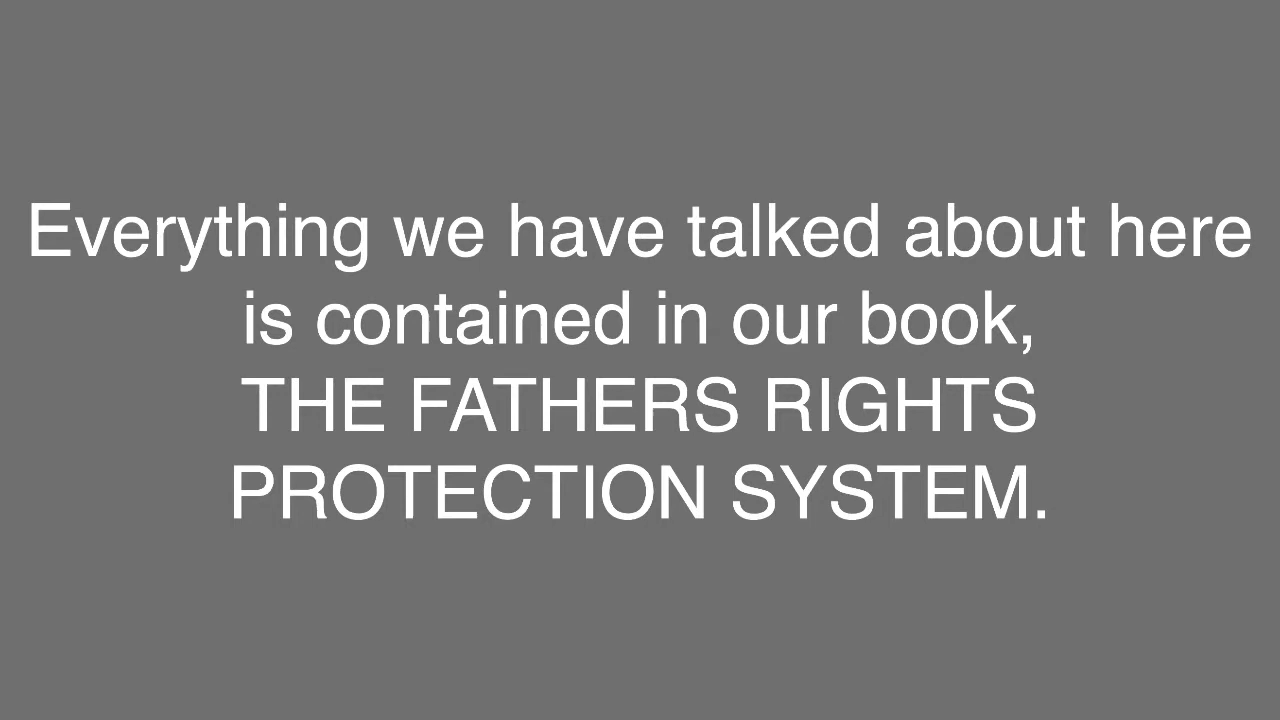 Everything we have talked about here
is contained in our book,
THE FATHERS RIGHTS
PROTECTION SYSTEM.